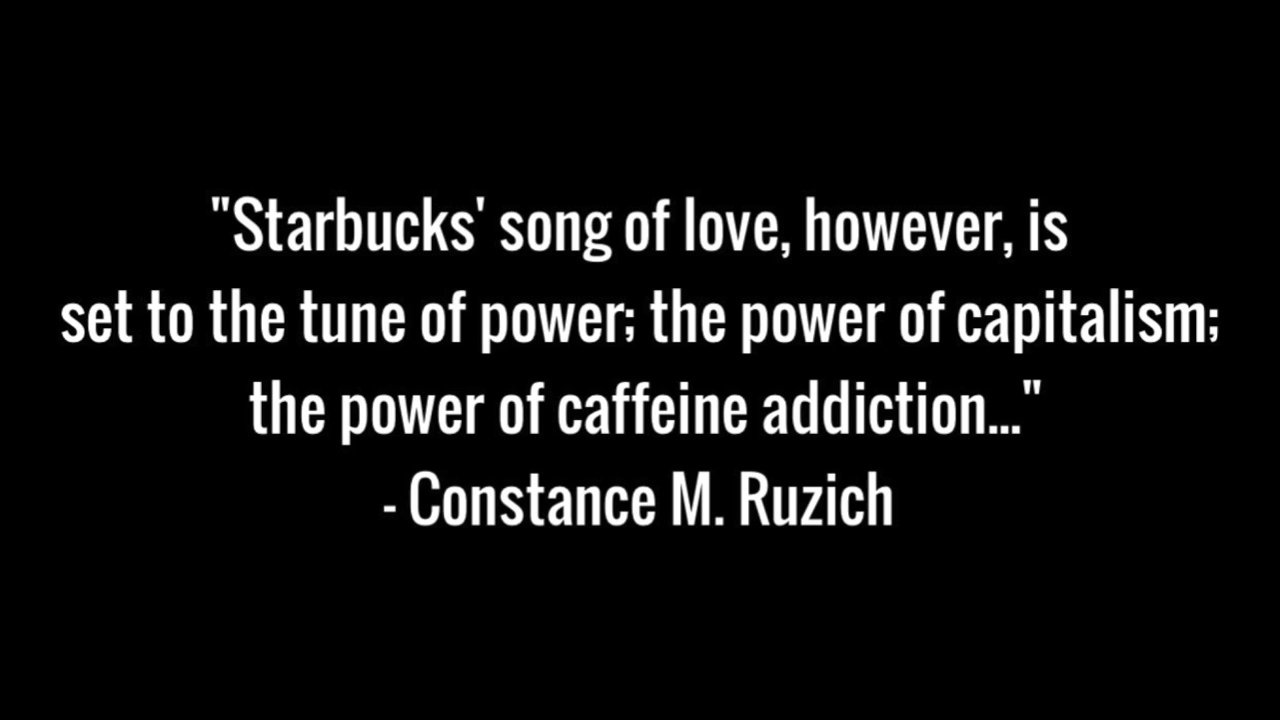 "Starbucks' song of love, however, is
set to the tune of power; the power of capitalism;
the power of caffeine addiction..."
- Constance M. Ruzich